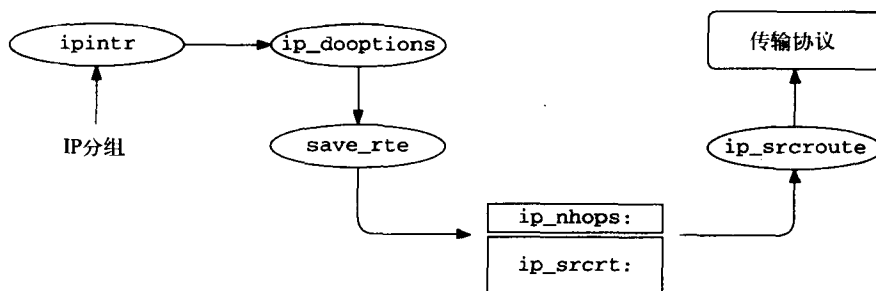 ipintr
ip_dooptions
传输协议
IP分组
save_rte
ip_srcroute
ip_nhops:
ip_srcrt: